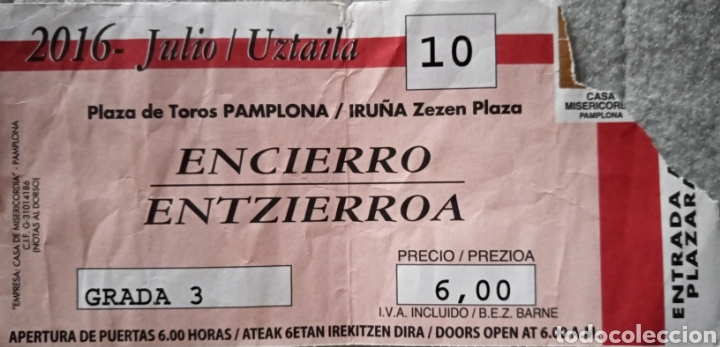 2016- Julio / Uztaila
10
CASA
PAMPLONA
Plaza de Toros PAMPLONA / IRUÑA Zezen Plaza
ENCIERRO
ENTZIERROA
"EMPRESA: CASA DE MISERICORDIA" - PAMPLONA
C.I.F. G-31014186
(NOTAS AL DORSO)
PRECIO / PREZIOA
GRADA 3
6,00
I.V.A. INCLUIDO / B.E.Z. BARNE
APERTURA DE PUERTAS 6.00 HORAS / ATEAK 6ETAN IREKITZEN DIRA / DOORS OPEN AT
ENTRADA
PLAZARA
todocoleccion